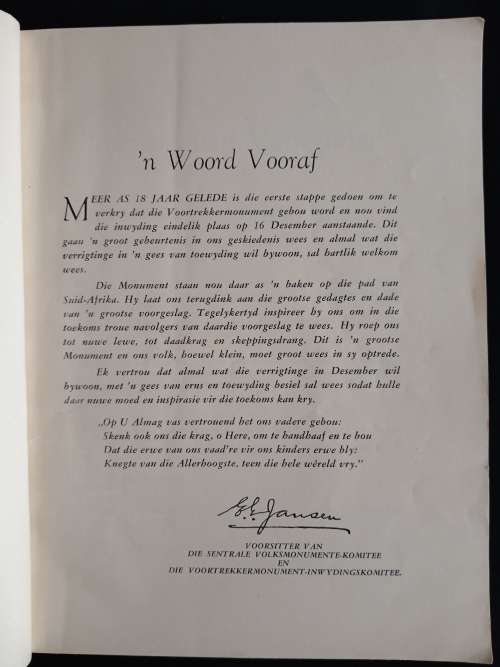 'n Woord Vooraf
MEER AS 18 JAAR GELEDE is die eerste stappe gedoen om te
verkry dat die Voortrekkermonument gebou word en nou vind
die inwyding eindelik plaas op 16 Desember aanstaande. Dit
gaan 'n groot gebeurtenis in ons geskiedenis wees en almal wat die
verrigtinge in 'n gees van toewyding wil bywoon, sal hartlik welkom
wees.
Die Monument staan nou daar as 'n baken op die pad van
Suid-Afrika. Hy laat ons terugdink aan die grootse gedagtes en dade
van 'n grootse voorgeslag. Tegelykertyd inspireer hy ons om in die
toekoms troue navolgers van daardie voorgeslag te wees. Hy roep ons
tot nuwe lewe, tot daadkrag en skeppingsdrang. Dit is 'n grootse
Monument en ons volk, hoewel klein, moet groot wees in sy optrede.
Ek vertrou dat almal wat die verrigtinge in Desember wil
bywoon, met 'n gees van erns en toewyding besiel sal wees sodat hulle
daar nuwe moed en inspirasie vir die toekoms kan kry.
„Op U Almag vas vertrouend het ons vadere gebou:
Skenk ook ons die krag, o Here, om te handhaaf en te bou
Dat die erwe van ons vaad're vir ons kinders erwe bly:
Knegte van die Allerhoogste, teen die hele wêreld vry."
E. G. Jansen
VOORSITTER VAN
DIE SENTRALE VOLKSMONUMENTE-KOMITEE
EN
DIE VOORTREKKERMONUMENT-INWYDINGSKOMITEE.